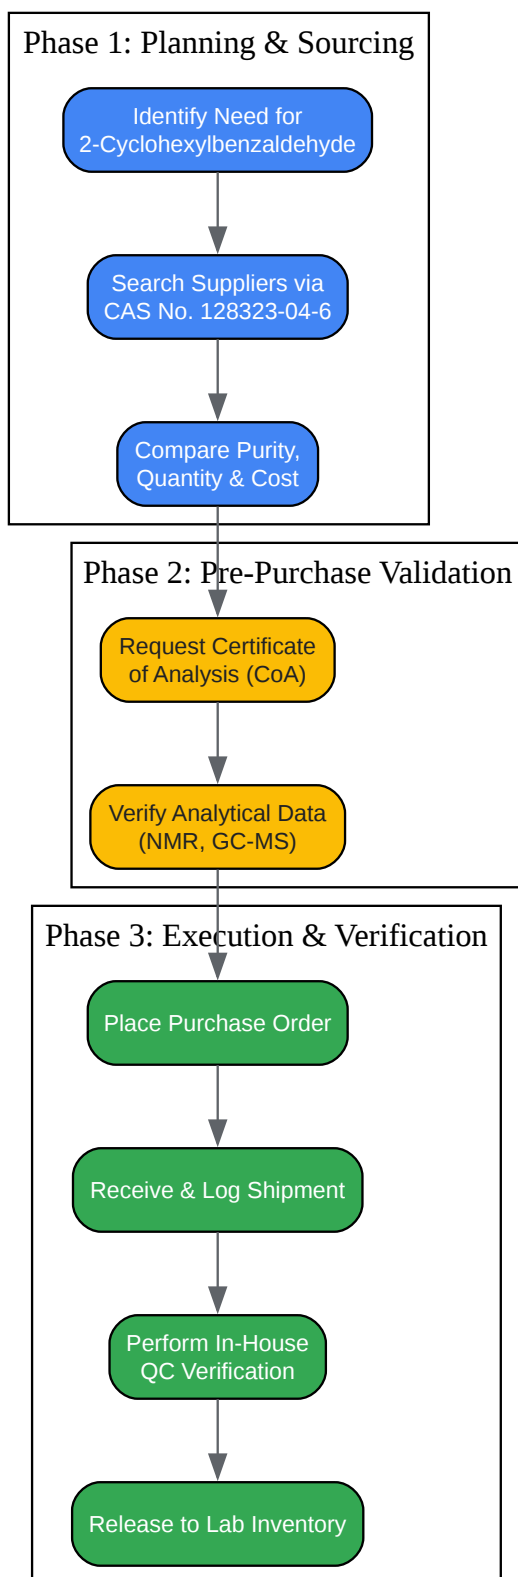 Phase 1: Planning & Sourcing
Identify Need for
2-Cyclohexylbenzaldehyde
Search Suppliers via
CAS No. 128323-04-6
Compare Purity,
Quantity & Cost
Phase 2: Pre-Purchase Validation
Request Certificate
of Analysis (CoA)
Verify Analytical Data
(NMR, GC-MS)
Phase 3: Execution & Verification
Place Purchase Order
Receive & Log Shipment
Perform In-House
QC Verification
Release to Lab Inventory